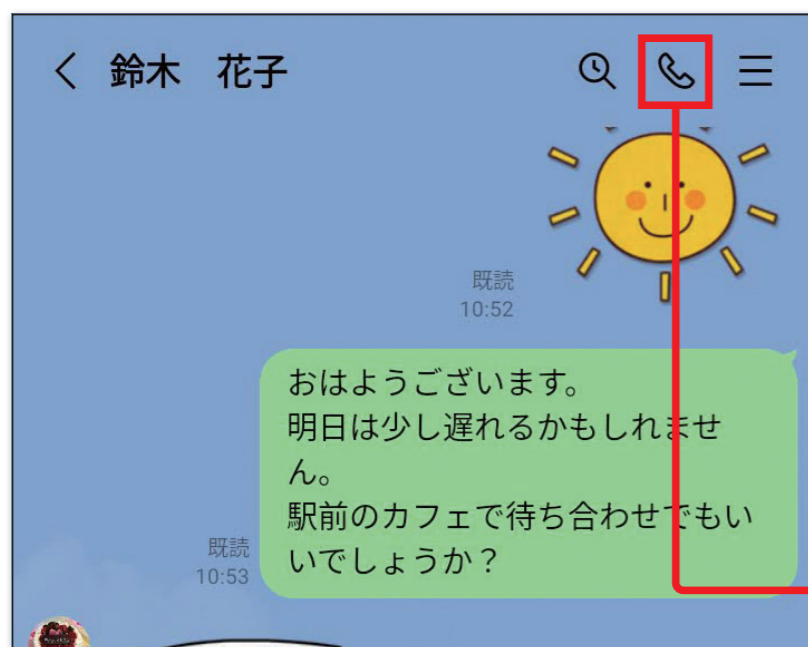 鈴木　花子
既読
10:52
おはようございます。
明日は少し遅れるかもしれませ
ん。
駅前のカフェで待ち合わせでもい
いでしょうか？
既読
10:53